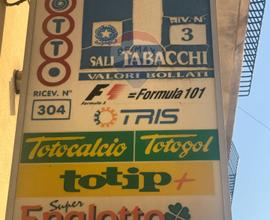 LOTTO
RIV. N°
3
SALI TABACCHI
VALORI BOLLATI
RICEV. N°
304
F1 = Formula 101
Formula 1
TRIS
Totocalcio Totogol
totip+
Super
Enalotto